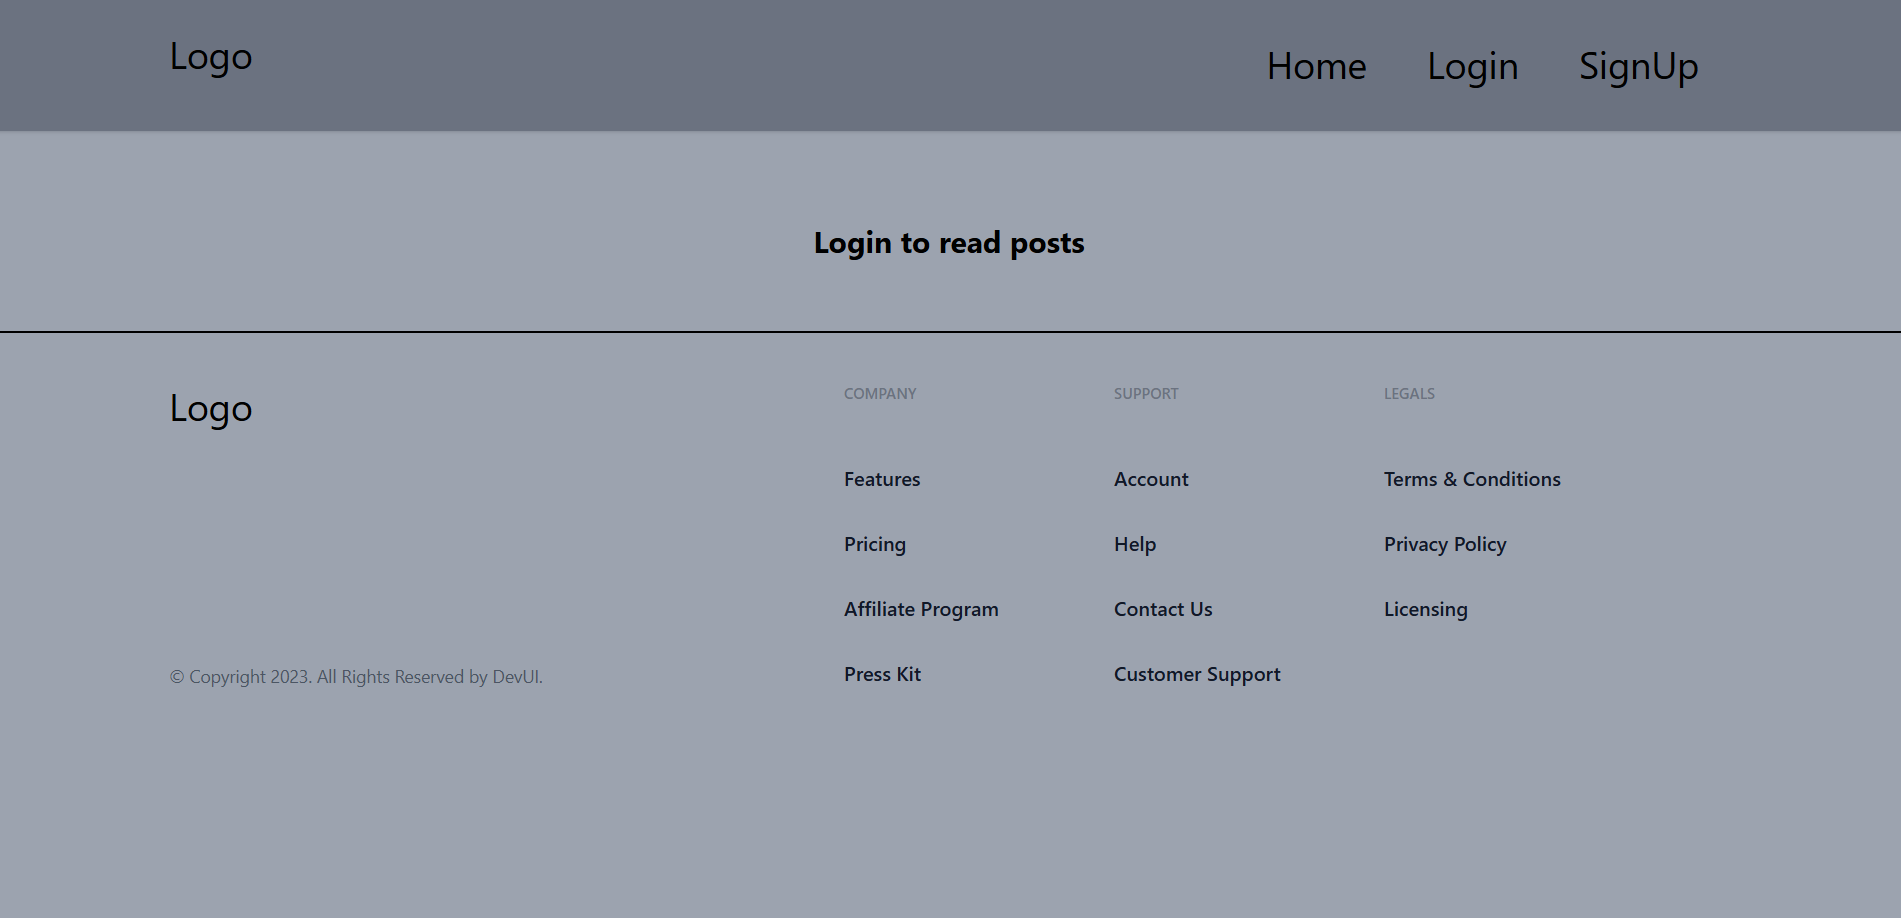 Logo
Home Login SignUp
Login to read posts
Logo
© Copyright 2023. All Rights Reserved by DevUI.
COMPANY
Features
Pricing
Affiliate Program
Press Kit
SUPPORT
Account
Help
Contact Us
Customer Support
LEGALS
Terms & Conditions
Privacy Policy
Licensing